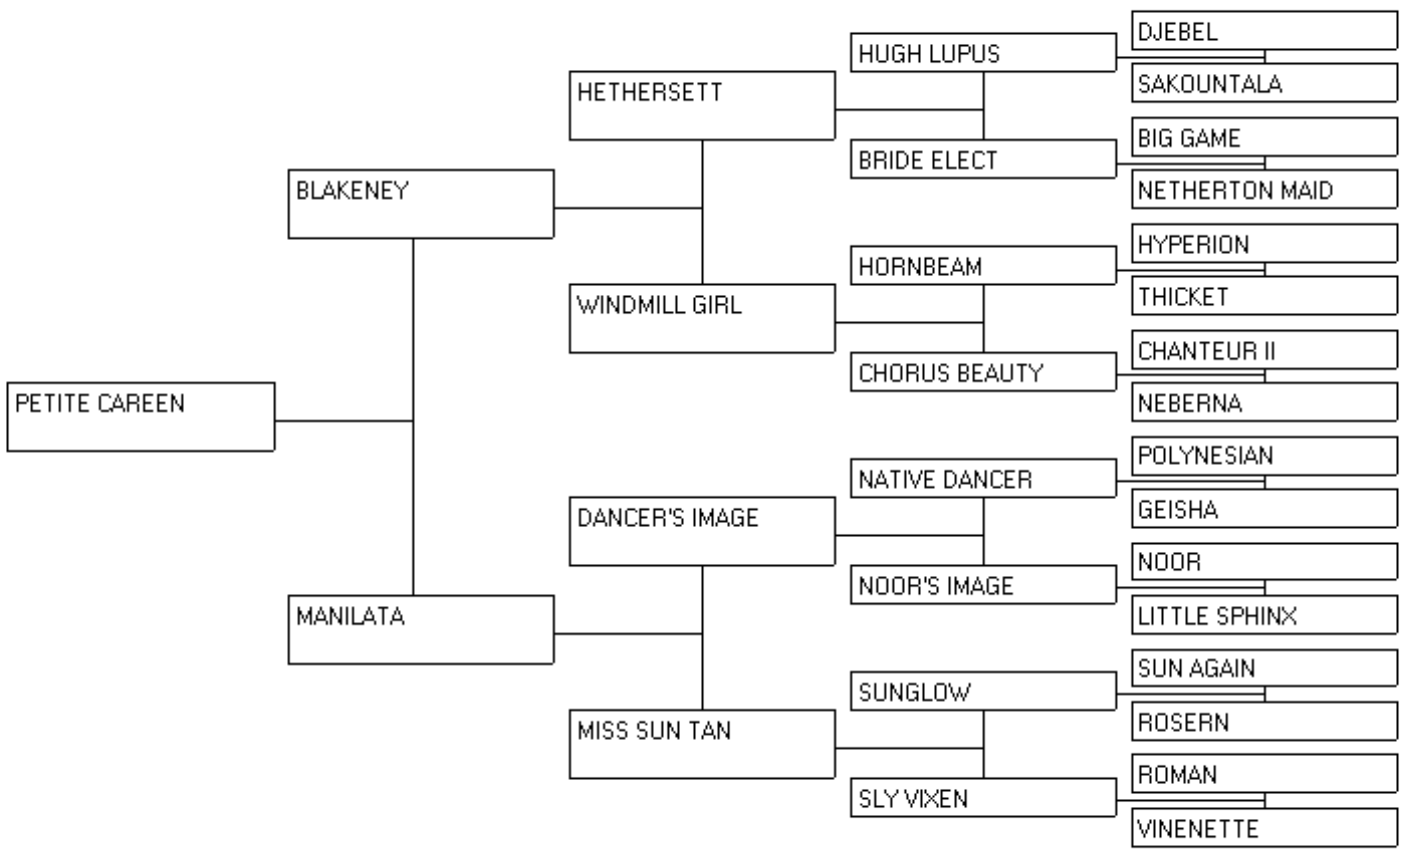 DJEBEL
HUGH LUPUS
SAKOUNTALA
HETHERSETT
BIG GAME
BRIDE ELECT
NETHERTON MAID
BLAKENEY
HYPERION
HORNBEAM
THICKET
WINDMILL GIRL
CHANTEUR II
CHORUS BEAUTY
NEBERNA
PETITE CAREEN
POLYNESIAN
NATIVE DANCER
GEISHA
DANCER'S IMAGE
NOOR
NOOR'S IMAGE
LITTLE SPHINX
MANILATA
SUN AGAIN
SUNGLOW
ROSERN
MISS SUN TAN
ROMAN
SLY VIXEN
VINENETTE